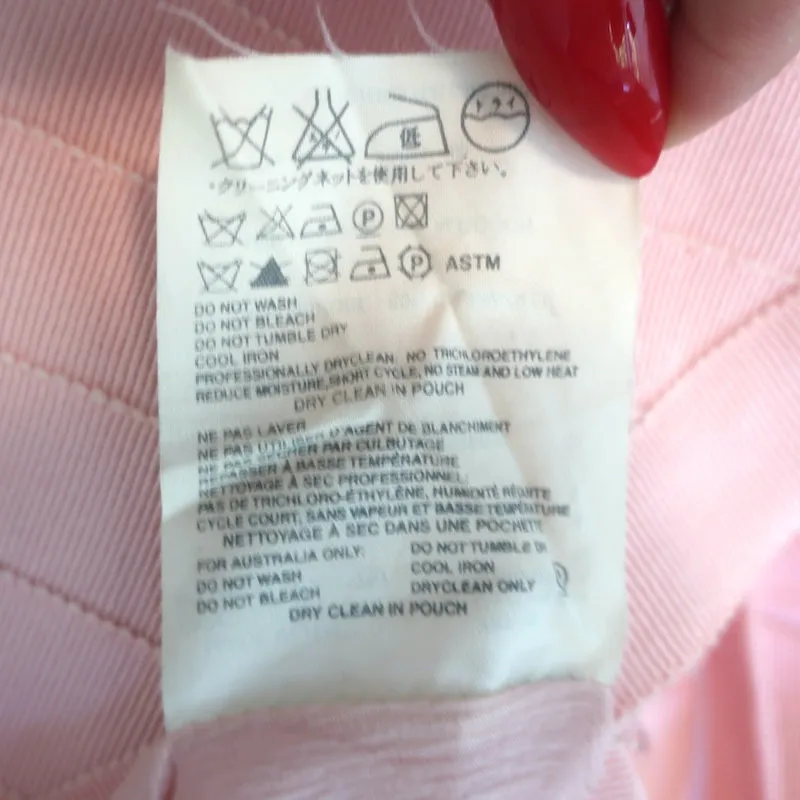 低 ドライ
・クリーニングネットを使用して下さい。
P
P ASTM
DO NOT WASH
DO NOT BLEACH
DO NOT TUMBLE DRY
COOL IRON
PROFESSIONALLY DRYCLEAN, NO TRICHLOROETHYLENE
REDUCE MOISTURE,SHORT CYCLE, NO STEAM AND LOW HEAT
DRY CLEAN IN POUCH
NE PAS LAVER
NE PAS UTILISER D'AGENT DE BLANCHIMENT
NE PAS SECHER PAR CULBUTAGE
REPASSER À BASSE TEMPÉRATURE
NETTOYAGE À SEC PROFESSIONNEL:
PAS DE TRICHLORO-ÉTHYLÈNE, HUMIDITÉ RÉDUITE
CYCLE COURT, SANS VAPEUR ET BASSE TEMPÉRATURE
NETTOYAGE À SEC DANS UNE POCHETTE
FOR AUSTRALIA ONLY:
DO NOT WASH
DO NOT BLEACH
DO NOT TUMBLE
COOL IRON
DRYCLEAN ONLY P
DRY CLEAN IN POUCH